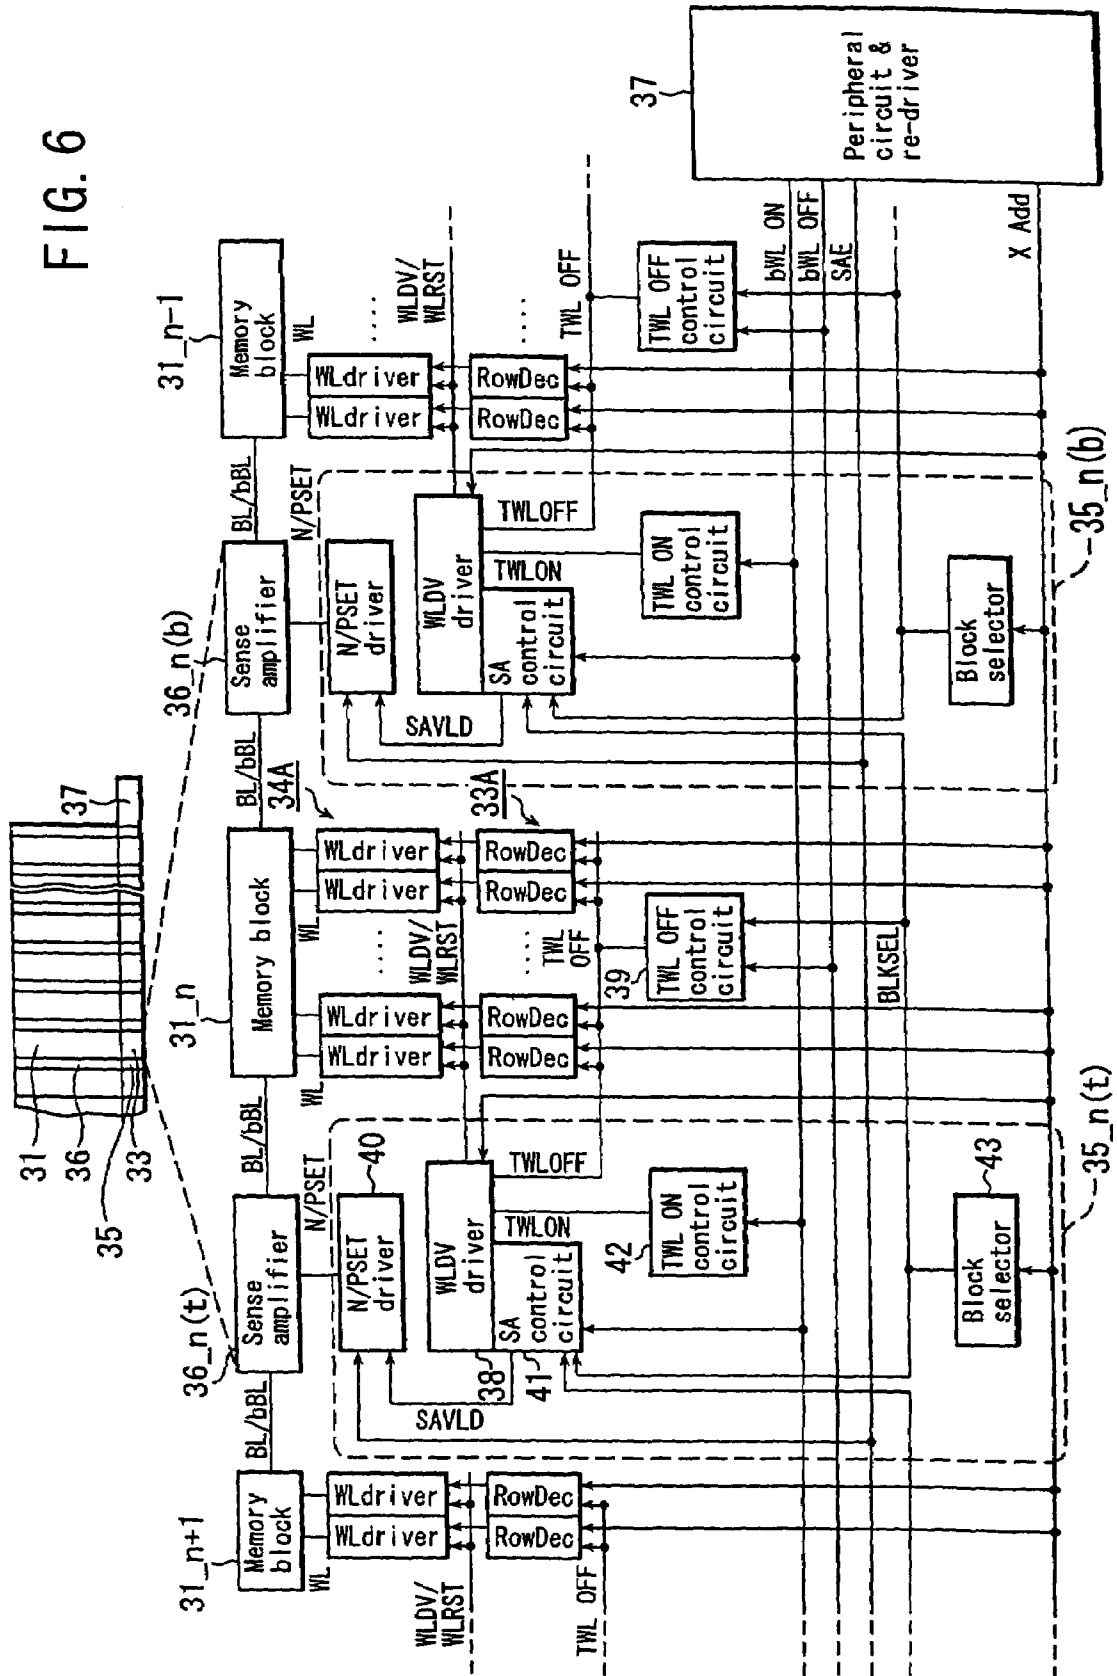 FIG. 6
31
36
33
35
37
31_n+1
Memory
block
BL/bBL
36_n(t)
Sense
amplifier
BL/bBL
31_n
Memory block
BL/bBL
36_n(b)
Sense
amplifier
BL/bBL
31_n-1
Memory
block
WL
WLdriver
WLdriver
WLDV/
WLRST
RowDec
RowDec
TWL OFF
N/PSET
N/PSET
driver
40
SAVLD
WLDV
driver
38
SA
control
circuit
41
TWLON
TWLOFF
TWL ON
control
circuit
42
Block
selector
43
35_n(t)
WL
WLdriver
WLdriver
....
WL
WLdriver
WLdriver
34A
WLDV/
WLRST
RowDec
RowDec
....
RowDec
RowDec
33A
TWL
OFF
TWL OFF
control
circuit
39
BLKSEL
N/PSET
N/PSET
driver
SAVLD
WLDV
driver
SA
control
circuit
TWLON
TWLOFF
TWL ON
control
circuit
Block
selector
35_n(b)
WL
WLdriver
WLdriver
....
WLDV/
WLRST
RowDec
RowDec
....
TWL OFF
TWL OFF
control
circuit
bWL ON
bWL OFF
SAE
X Add
37
Peripheral
circuit &
re-driver